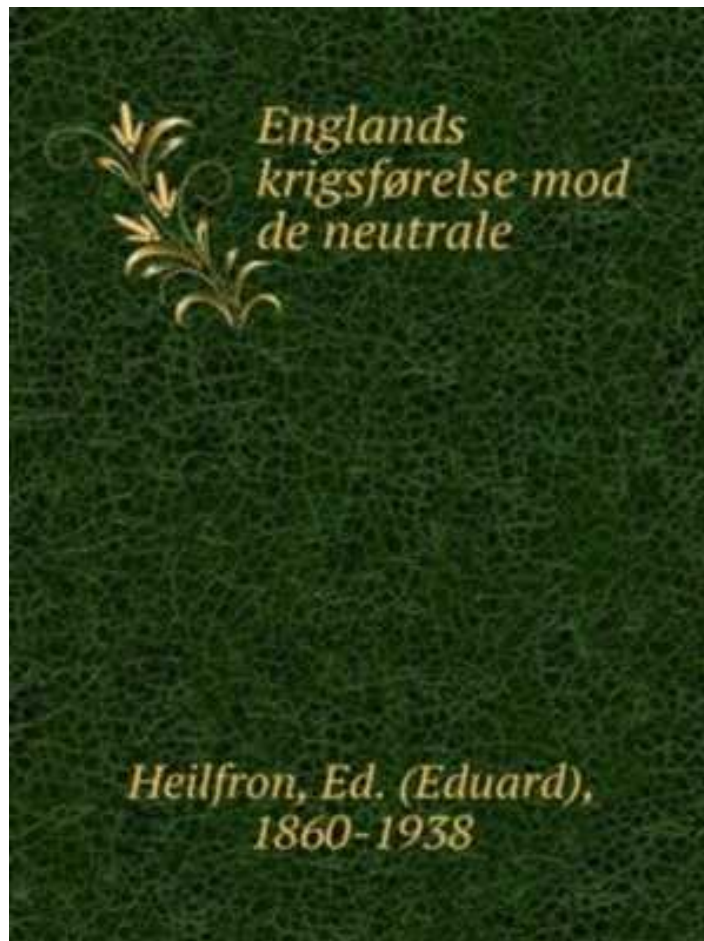 Englands
krigsførelse mod
de neutrale
Heilfron, Ed. (Eduard),
1860-1938